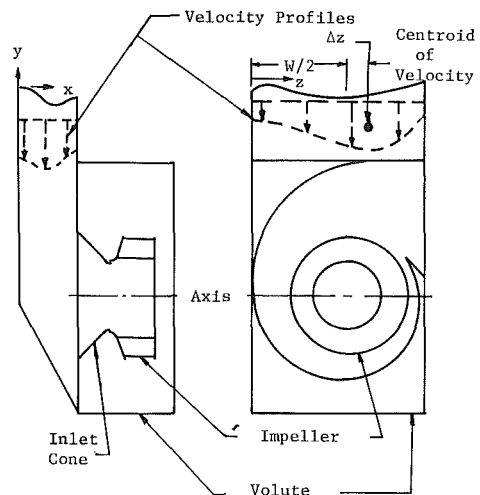 Velocity Profiles
Δz
Centroid
of
Velocity
y
W/2
x
z
Axis
Inlet
Cone
Impeller
Volute